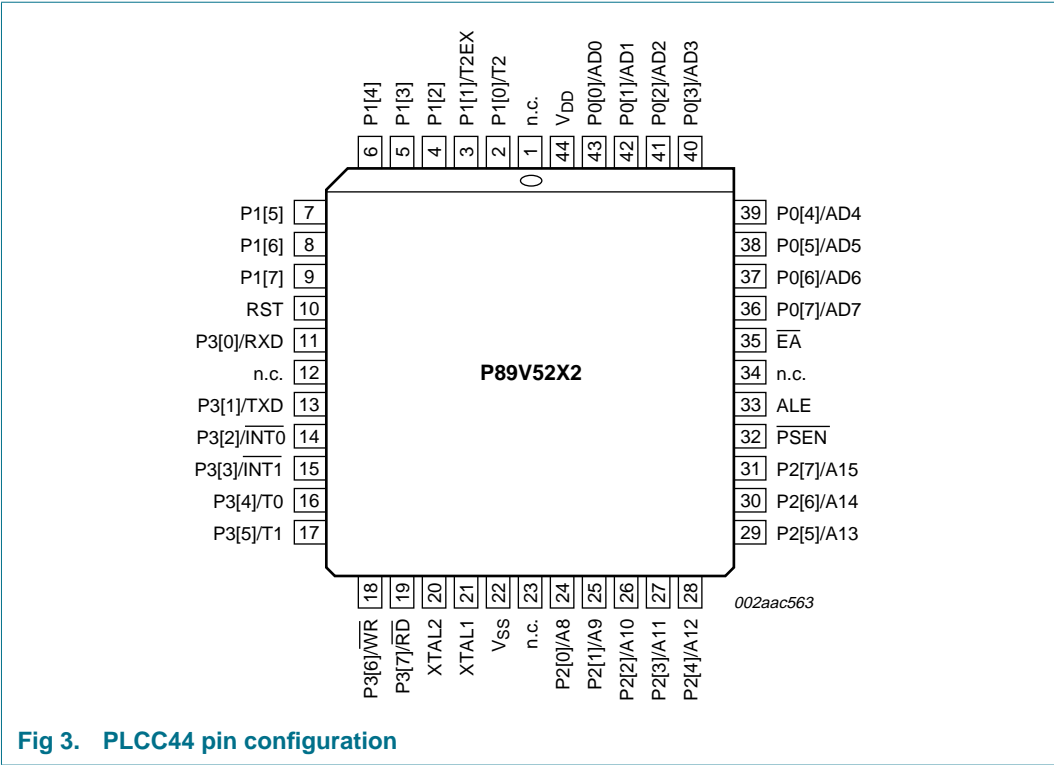 P1[4]
P1[3]
P1[2]
P1[1]/T2EX
P1[0]/T2
n.c.
VDD
P0[0]/AD0
P0[1]/AD1
P0[2]/AD2
P0[3]/AD3
6
5
4
3
2
1
44
43
42
41
40
P1[5] 7
P1[6] 8
P1[7] 9
RST 10
P3[0]/RXD 11
n.c. 12
P3[1]/TXD 13
P3[2]/INT0 14
P3[3]/INT1 15
P3[4]/T0 16
P3[5]/T1 17
P89V52X2
39 P0[4]/AD4
38 P0[5]/AD5
37 P0[6]/AD6
36 P0[7]/AD7
35 EA
34 n.c.
33 ALE
32 PSEN
31 P2[7]/A15
30 P2[6]/A14
29 P2[5]/A13
18
19
20
21
22
23
24
25
26
27
28
P3[6]/WR
P3[7]/RD
XTAL2
XTAL1
VSS
n.c.
P2[0]/A8
P2[1]/A9
P2[2]/A10
P2[3]/A11
P2[4]/A12
002aac563
Fig 3. PLCC44 pin configuration